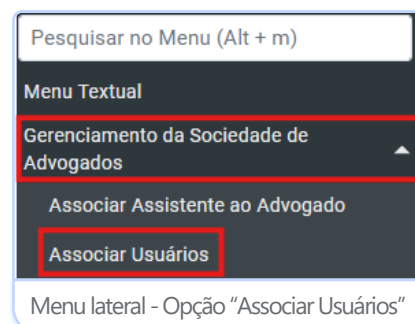 Pesquisar no Menu (Alt + m)
Menu Textual
Gerenciamento da Sociedade de
Advogados
Associar Assistente ao Advogado
Associar Usuários
Menu lateral - Opção “Associar Usuários”